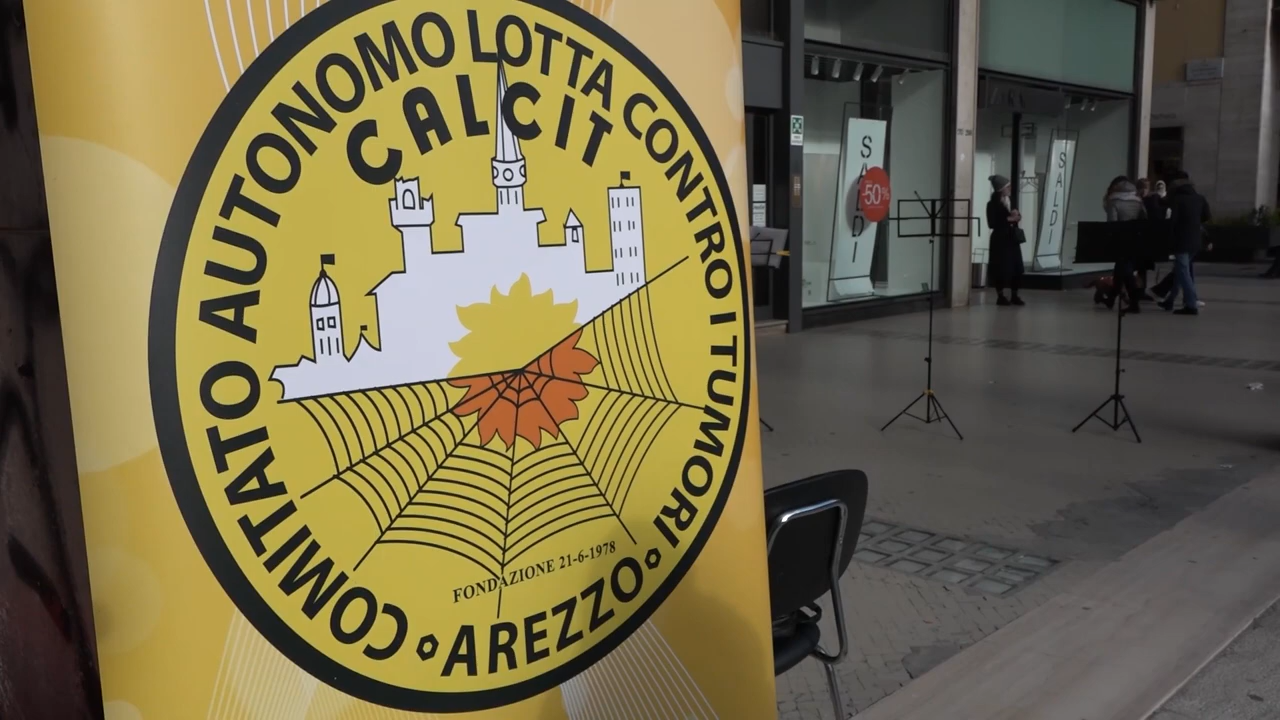 COMITATO AUTONOMO LOTTA CONTRO I TUMORI
CALCIT
FONDAZIONE 21-6-1978
AREZZO
SALDI
-50%
SALDI